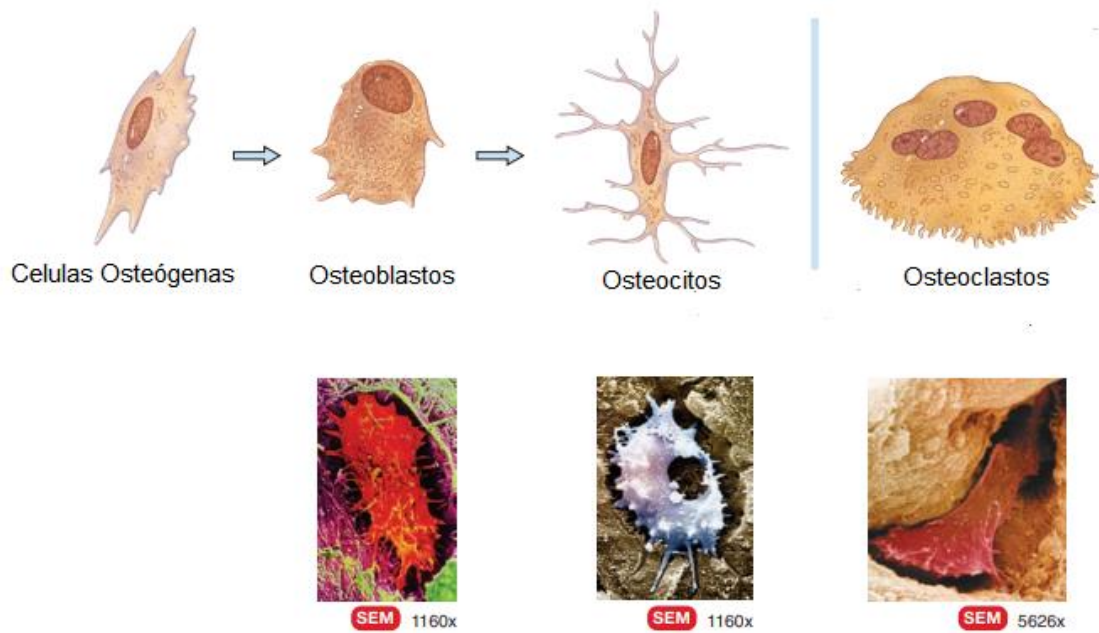 Celulas Osteógenas
Osteoblastos
Osteocitos
Osteoclastos
SEM 1160x
SEM 1160x
SEM 5626x